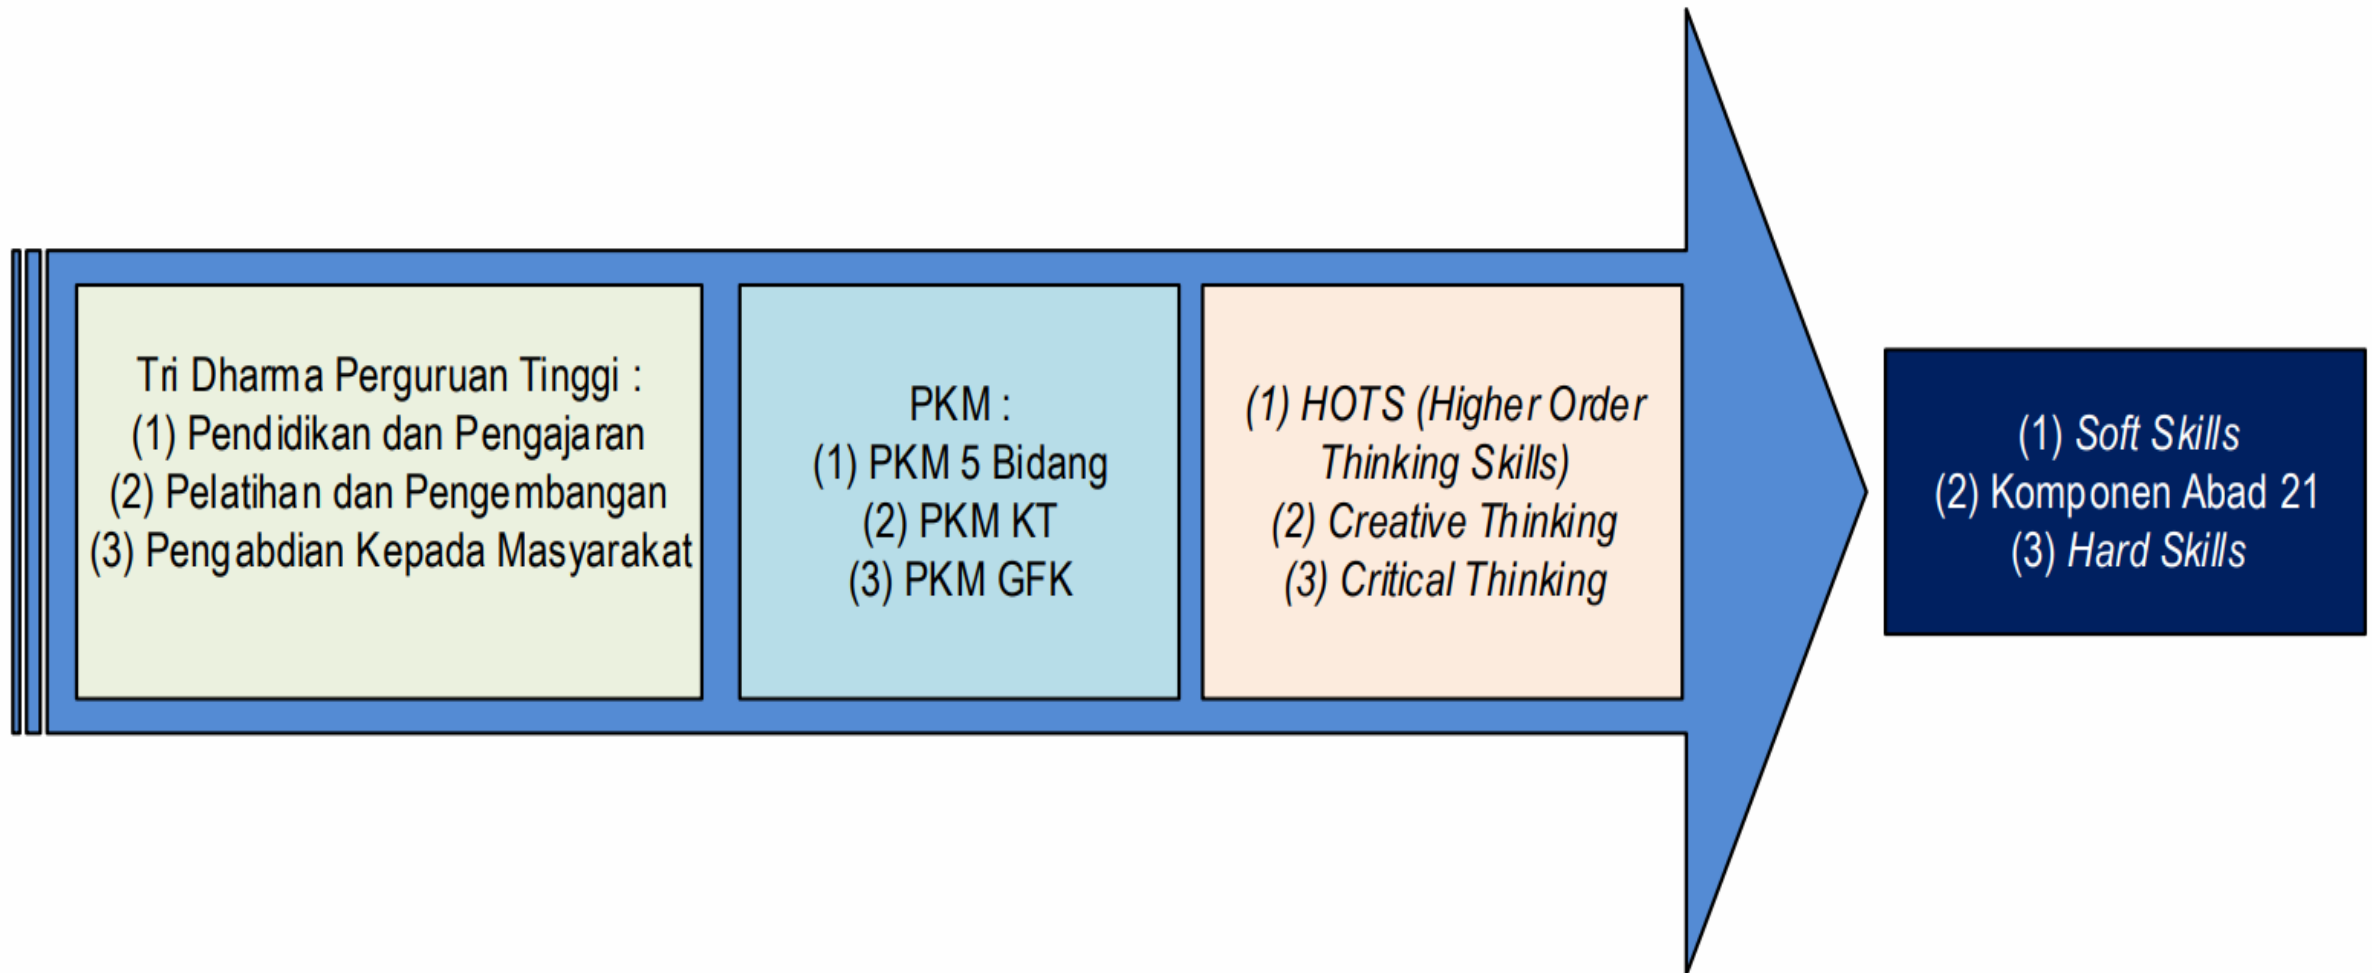 Tri Dharma Perguruan Tinggi :
(1) Pendidikan dan Pengajaran
(2) Pelatihan dan Pengembangan
(3) Pengabdian Kepada Masyarakat
PKM :
(1) PKM 5 Bidang
(2) PKM KT
(3) PKM GFK
(1) HOTS (Higher Order
Thinking Skills)
(2) Creative Thinking
(3) Critical Thinking
(1) Soft Skills
(2) Komponen Abad 21
(3) Hard Skills